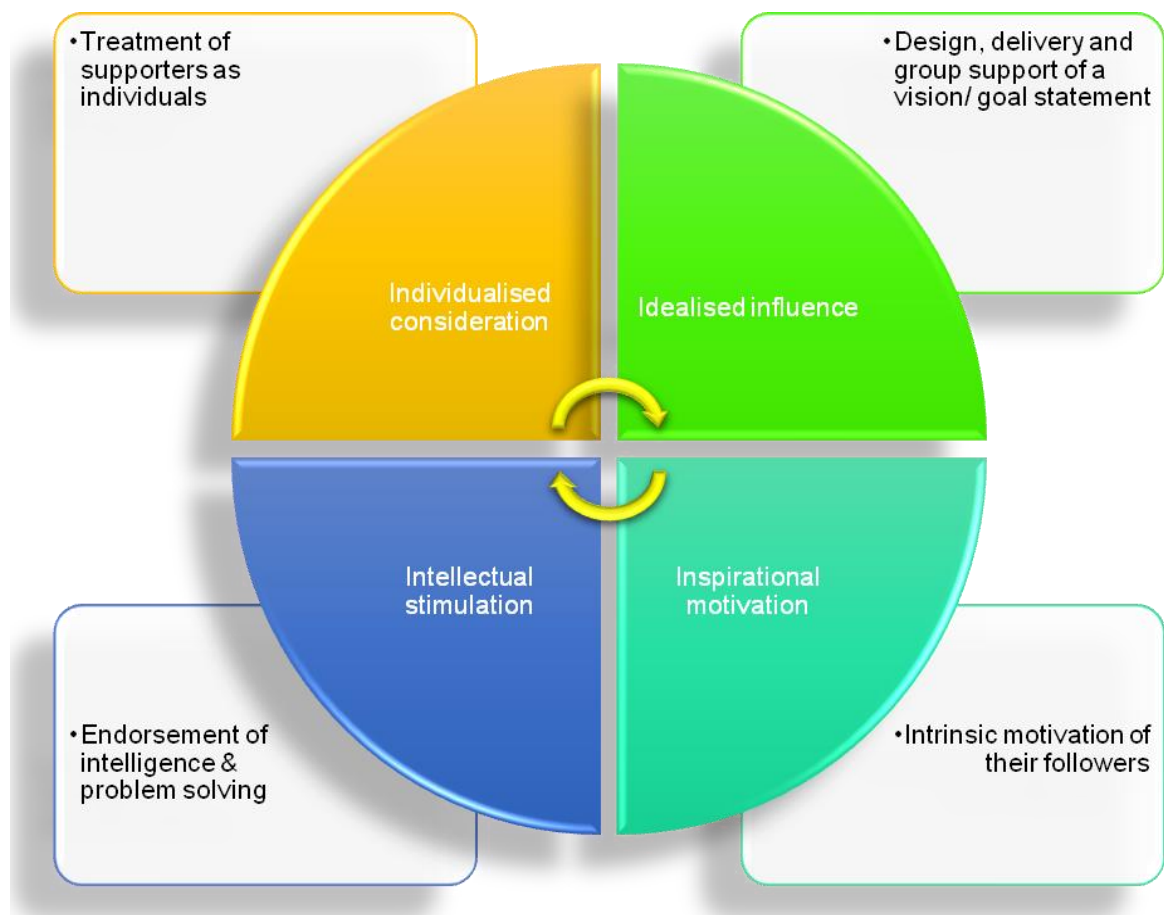 •Treatment of
supporters as
individuals
•Design, delivery and
group support of a
vision/ goal statement
Individualised
consideration
Idealised influence
Intellectual
stimulation
Inspirational
motivation
•Endorsement of
intelligence &
problem solving
•Intrinsic motivation of
their followers